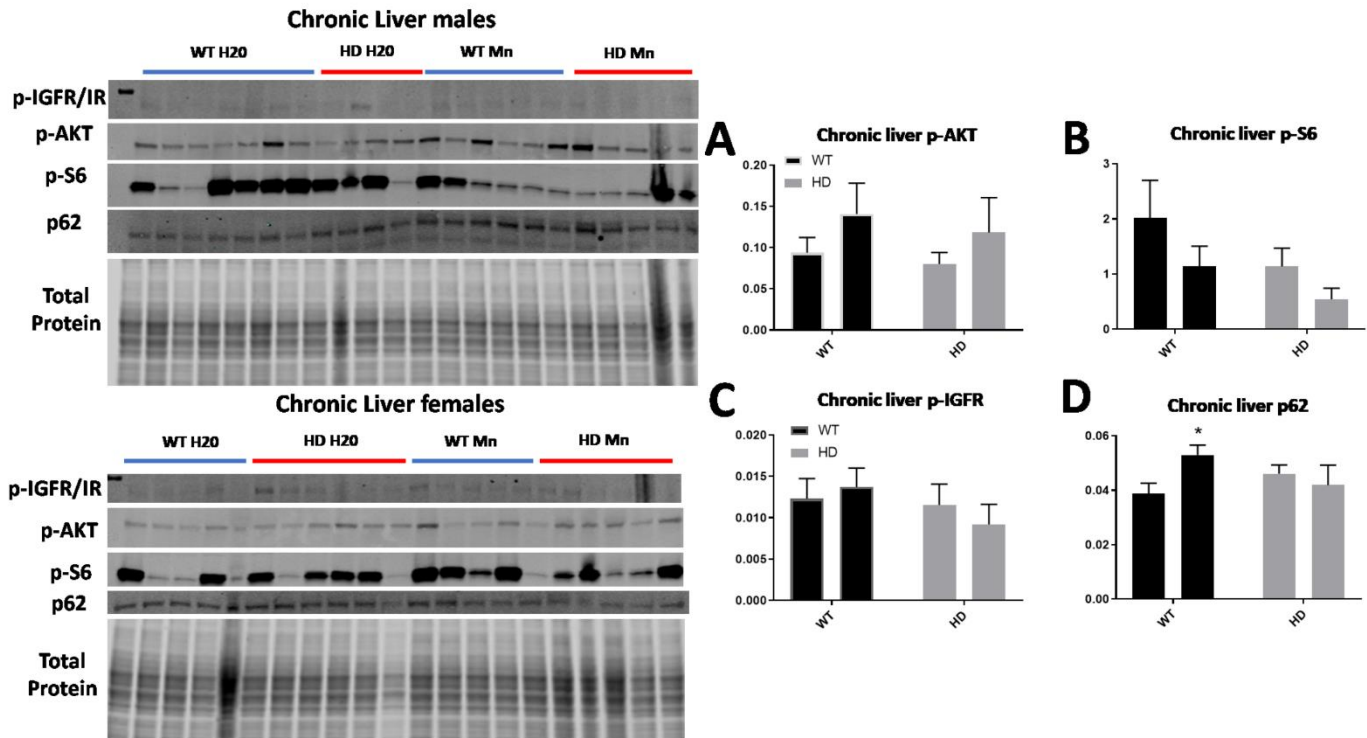 Chronic Liver males
WT H20 HD H20 WT Mn HD Mn
p-IGFR/IR
p-AKT
p-S6
p62
Total
Protein
Chronic Liver females
WT H20 HD H20 WT Mn HD Mn
p-IGFR/IR
p-AKT
p-S6
p62
Total
Protein
A
Chronic liver p-AKT
WT
HD
0.20
0.15
0.10
0.05
0.00
WT HD
B
Chronic liver p-S6
3
2
1
0
WT HD
C
Chronic liver p-IGFR
WT
HD
0.020
0.015
0.010
0.005
0.000
WT HD
D
Chronic liver p62
*
0.06
0.04
0.02
0.00
WT HD